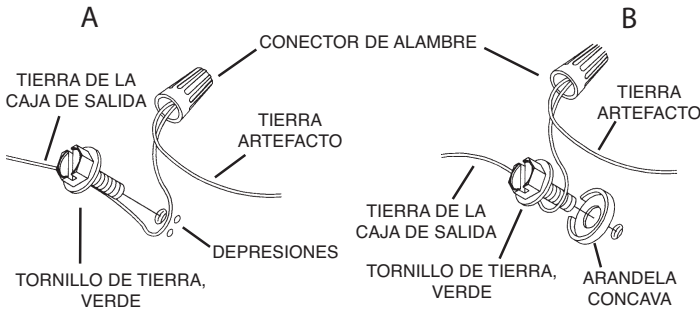 A
B
CONECTOR DE ALAMBRE
TIERRA DE LA
CAJA DE SALIDA
TIERRA
ARTEFACTO
DEPRESIONES
TORNILLO DE TIERRA,
VERDE
TIERRA
ARTEFACTO
TIERRA DE LA
CAJA DE SALIDA
TORNILLO DE TIERRA,
VERDE
ARANDELA
CONCAVA